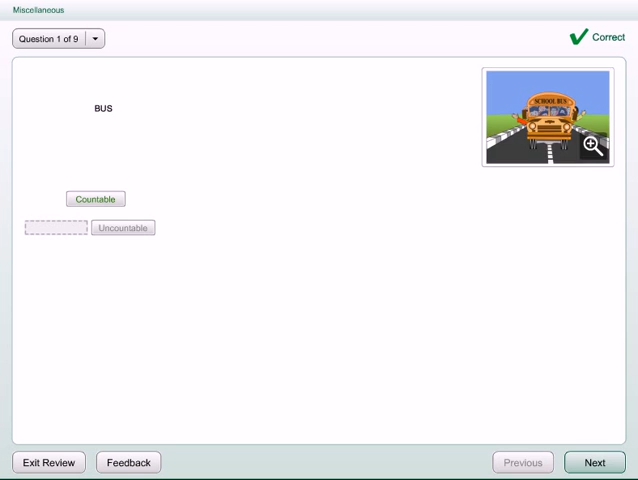 Miscellaneous
Question 1 of 9
Correct
BUS
SCHOOL BUS
Countable
Uncountable
Exit Review
Feedback
Previous
Next